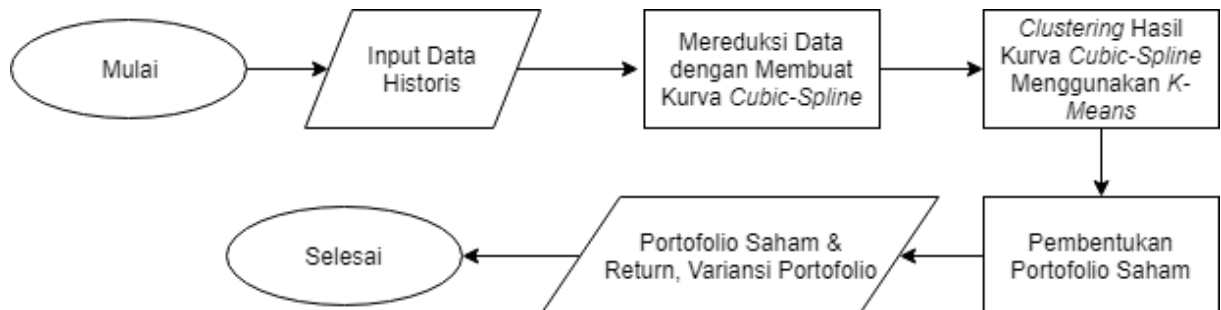 Mulai
Input Data
Historis
Mereduksi Data
dengan Membuat
Kurva Cubic-Spline
Clustering Hasil
Kurva Cubic-Spline
Menggunakan K-
Means
Pembentukan
Portofolio Saham
Portofolio Saham &
Return, Variansi Portofolio
Selesai